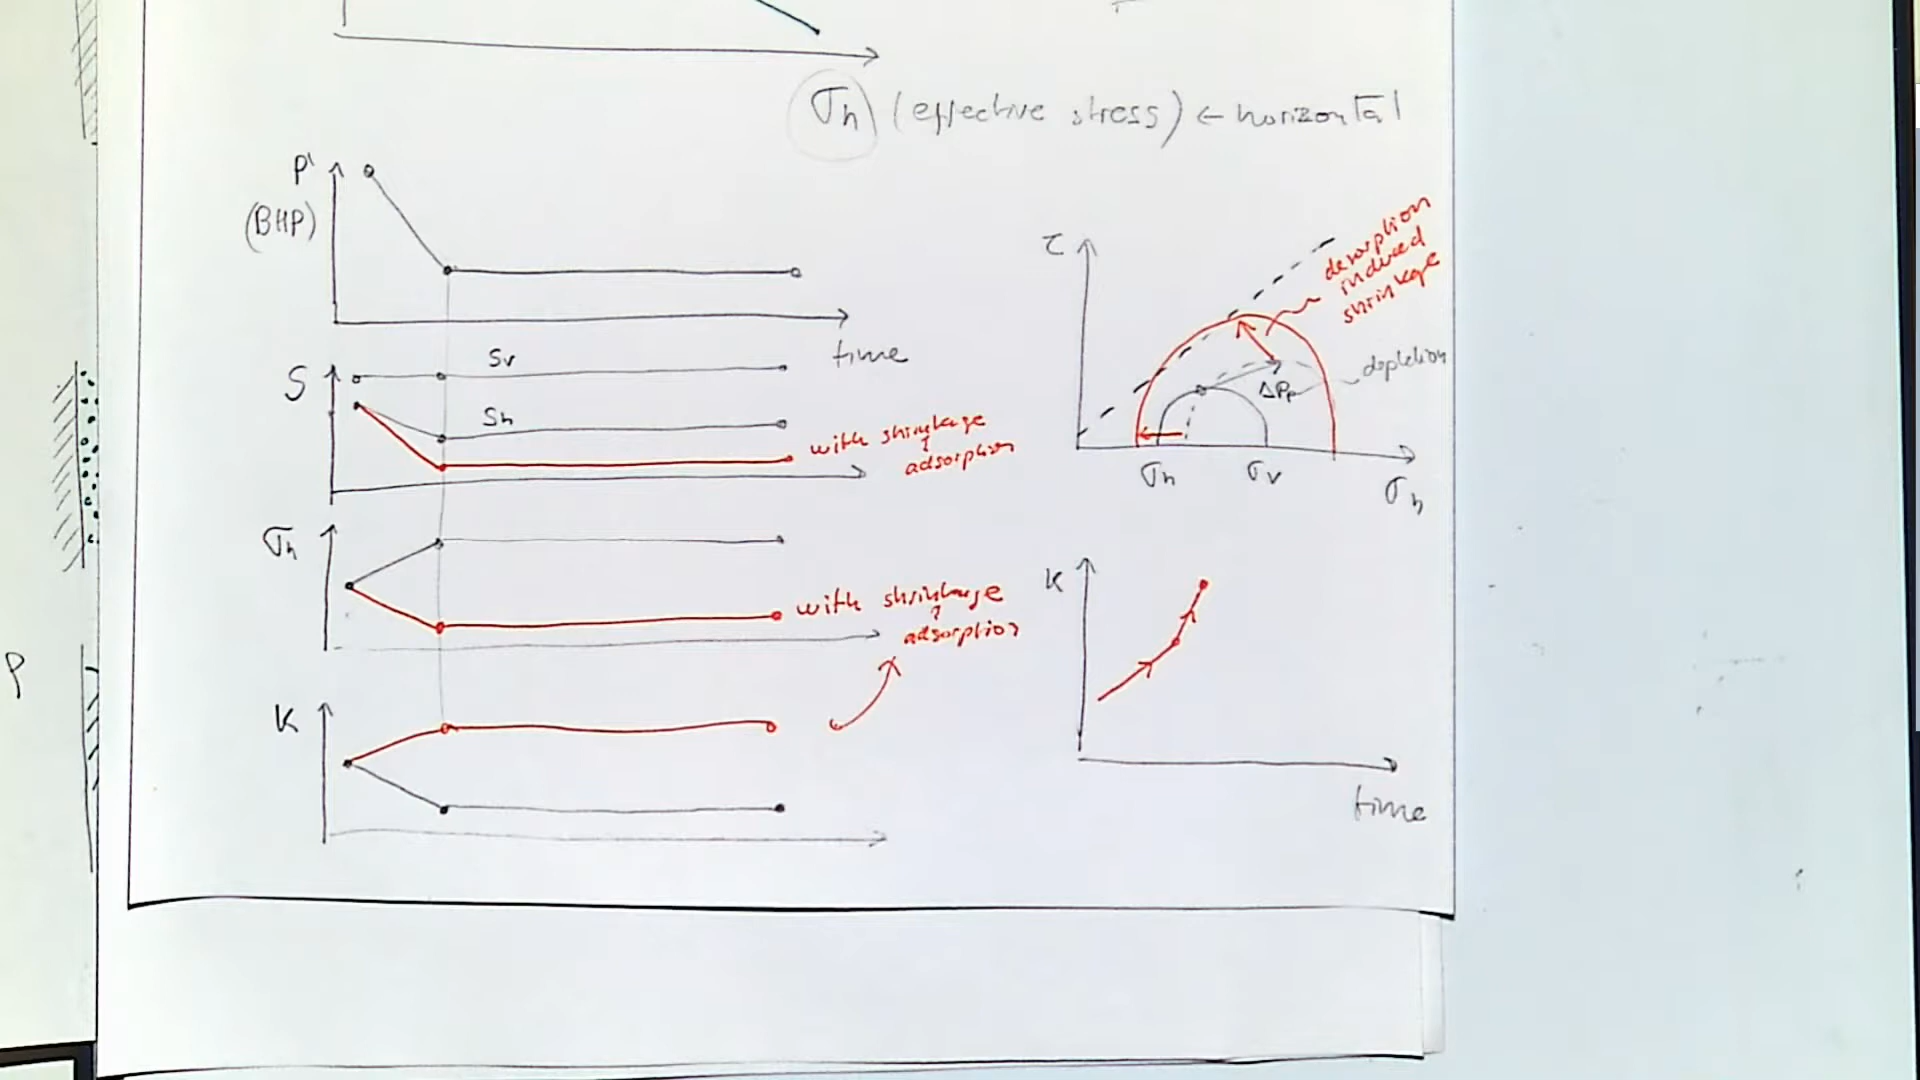 σh (effective stress) ← horizontal
P'
(BHP)
time
S
Sv
Sh
with shrinkage
adsorption
σh
with shrinkage
adsorption
K
τ
desorption
induced
shrinkage
depletion
ΔPp
σh
σv
σh
K
time
P